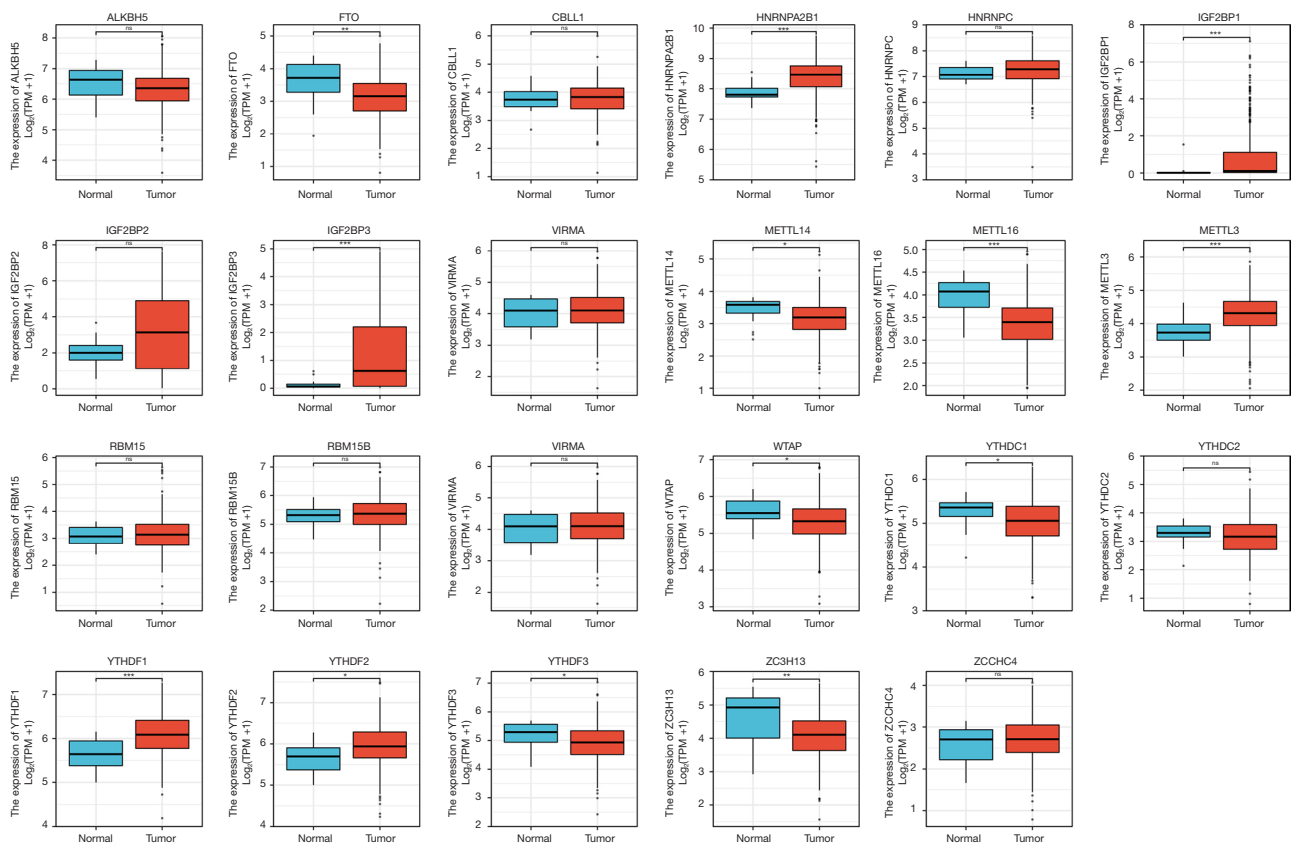 ALKBH5
ns
The expression of ALKBH5
Log2(TPM +1)
8
7
6
5
4
Normal Tumor
FTO
**
The expression of FTO
Log2(TPM +1)
5
4
3
2
1
Normal Tumor
CBLL1
ns
The expression of CBLL1
Log2(TPM +1)
6
5
4
3
2
1
Normal Tumor
HNRNPA2B1
***
The expression of HNRNPA2B1
Log2(TPM +1)
10
9
8
7
6
5
Normal Tumor
HNRNPC
ns
The expression of HNRNPC
Log2(TPM +1)
9
8
7
6
5
4
3
Normal Tumor
IGF2BP1
***
The expression of IGF2BP1
Log2(TPM +1)
8
6
4
2
0
Normal Tumor
IGF2BP2
ns
The expression of IGF2BP2
Log2(TPM +1)
8
6
4
2
0
Normal Tumor
IGF2BP3
***
The expression of IGF2BP3
Log2(TPM +1)
5
4
3
2
1
0
Normal Tumor
VIRMA
ns
The expression of VIRMA
Log2(TPM +1)
6
5
4
3
2
Normal Tumor
METTL14
*
The expression of METTL14
Log2(TPM +1)
5
4
3
2
1
Normal Tumor
METTL16
***
The expression of METTL16
Log2(TPM +1)
5.0
4.5
4.0
3.5
3.0
2.5
2.0
Normal Tumor
METTL3
***
The expression of METTL3
Log2(TPM +1)
6
5
4
3
2
Normal Tumor
RBM15
ns
The expression of RBM15
Log2(TPM +1)
6
5
4
3
2
1
Normal Tumor
RBM15B
ns
The expression of RBM15B
Log2(TPM +1)
7
6
5
4
3
2
Normal Tumor
VIRMA
ns
The expression of VIRMA
Log2(TPM +1)
6
5
4
3
2
Normal Tumor
WTAP
*
The expression of WTAP
Log2(TPM +1)
7
6
5
4
3
Normal Tumor
YTHDC1
*
The expression of YTHDC1
Log2(TPM +1)
6
5
4
3
Normal Tumor
YTHDC2
ns
The expression of YTHDC2
Log2(TPM +1)
6
5
4
3
2
1
Normal Tumor
YTHDF1
***
The expression of YTHDF1
Log2(TPM +1)
7
6
5
4
Normal Tumor
YTHDF2
*
The expression of YTHDF2
Log2(TPM +1)
7
6
5
4
Normal Tumor
YTHDF3
*
The expression of YTHDF3
Log2(TPM +1)
7
6
5
4
3
2
Normal Tumor
ZC3H13
**
The expression of ZC3H13
Log2(TPM +1)
5
4
3
2
Normal Tumor
ZCCHC4
ns
The expression of ZCCHC4
Log2(TPM +1)
4
3
2
1
Normal Tumor